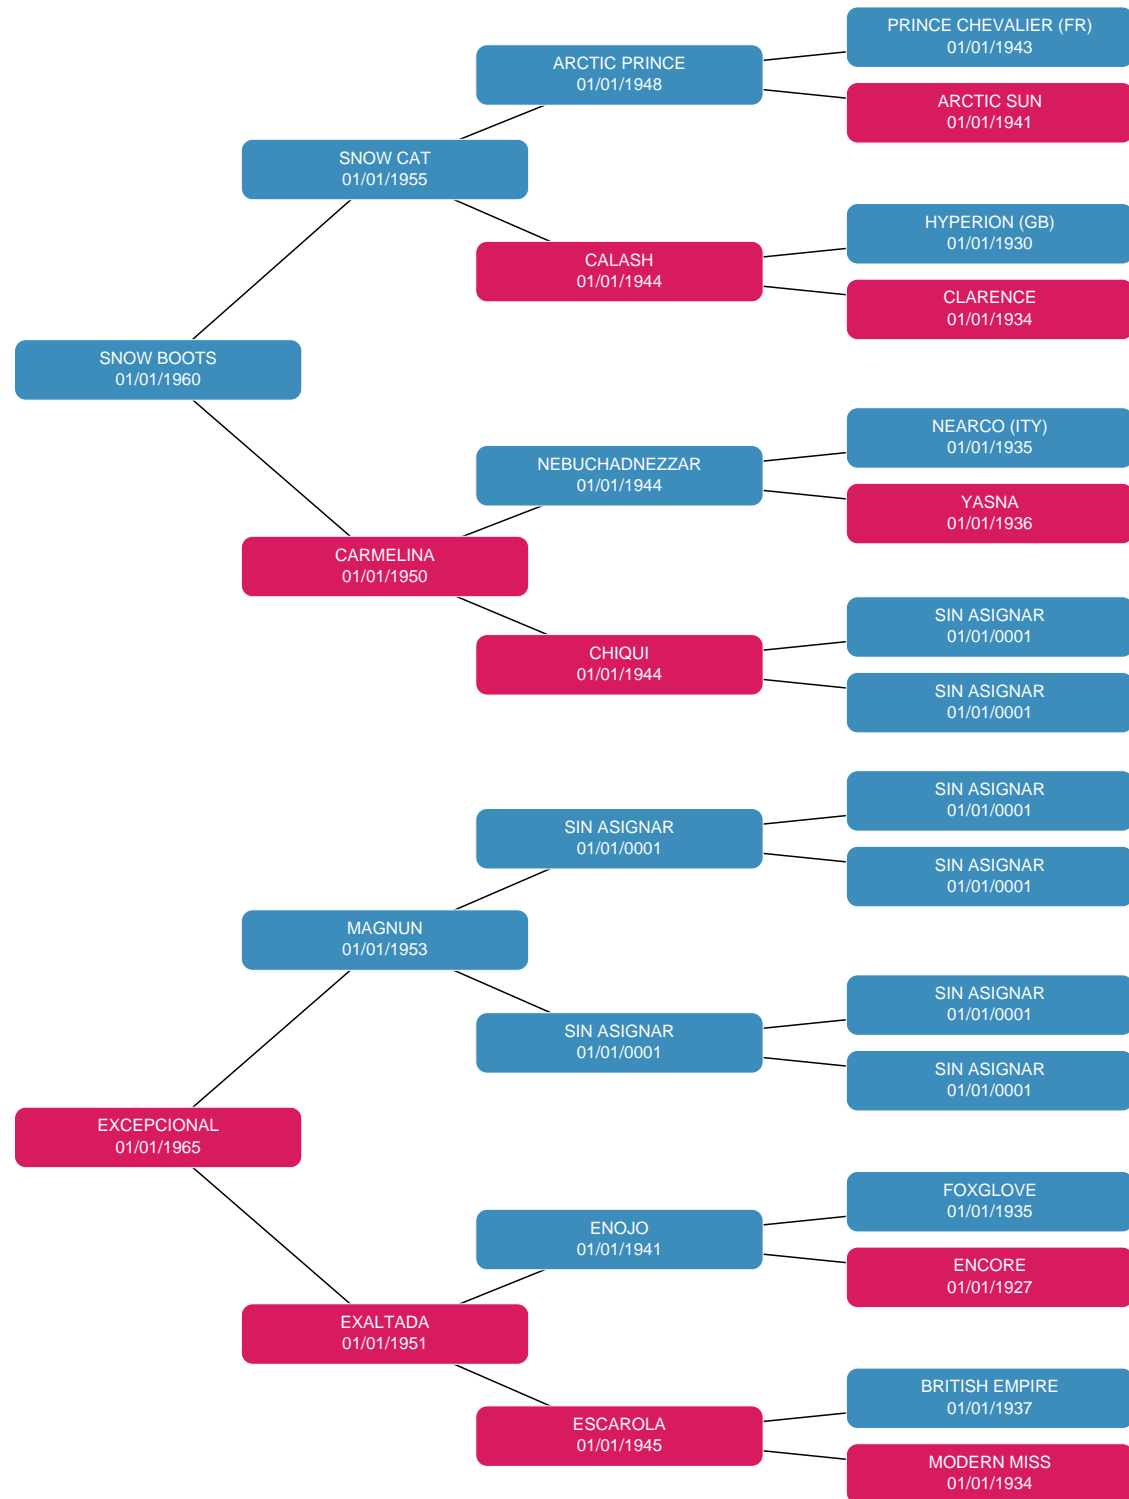 PRINCE CHEVALIER (FR)
01/01/1943
ARCTIC PRINCE
01/01/1948
ARCTIC SUN
01/01/1941
SNOW CAT
01/01/1955
HYPERION (GB)
01/01/1930
CALASH
01/01/1944
CLARENCE
01/01/1934
SNOW BOOTS
01/01/1960
NEARCO (ITY)
01/01/1935
NEBUCHADNEZZAR
01/01/1944
YASNA
01/01/1936
CARMELINA
01/01/1950
SIN ASIGNAR
01/01/0001
CHIQUI
01/01/1944
SIN ASIGNAR
01/01/0001
SIN ASIGNAR
01/01/0001
SIN ASIGNAR
01/01/0001
SIN ASIGNAR
01/01/0001
MAGNUN
01/01/1953
SIN ASIGNAR
01/01/0001
SIN ASIGNAR
01/01/0001
SIN ASIGNAR
01/01/0001
EXCEPCIONAL
01/01/1965
FOXGLOVE
01/01/1935
ENOJO
01/01/1941
ENCORE
01/01/1927
EXALTADA
01/01/1951
BRITISH EMPIRE
01/01/1937
ESCAROLA
01/01/1945
MODERN MISS
01/01/1934